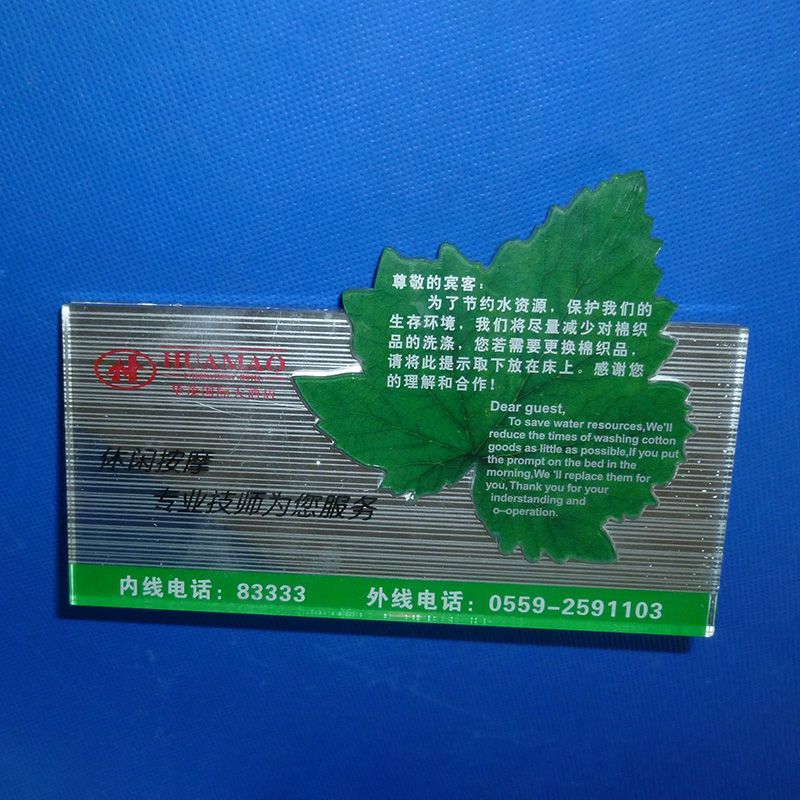 尊敬的宾客：
为了节约水资源，保护我们的
生存环境，我们将尽量减少对棉织
品的洗涤，您若需要更换棉织品，
请将此提示取下放在床上。感谢您
的理解和合作！
Dear guest,
To save water resources,We'll
reduce the times of washing cotton
goods as little as possible,If you put
the prompt on the bed in the
morning,We 'll replace them for
you,Thank you for your
inderstanding and
o-operation.
HUAMAO
休闲按摩
专业技师为您服务
内线电话：83333 外线电话：0559-2591103